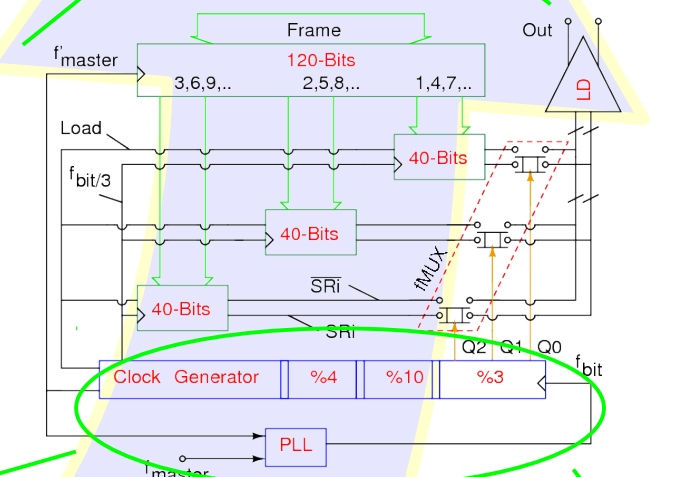 Out
Frame
f'master
120-Bits
3,6,9,.. 2,5,8,.. 1,4,7,..
LD
Load
40-Bits
fbit/3
40-Bits
fMUX
SRi
40-Bits
SRi
Q2 Q1 Q0
fbit
Clock Generator %4 %10 %3
PLL
fmaster